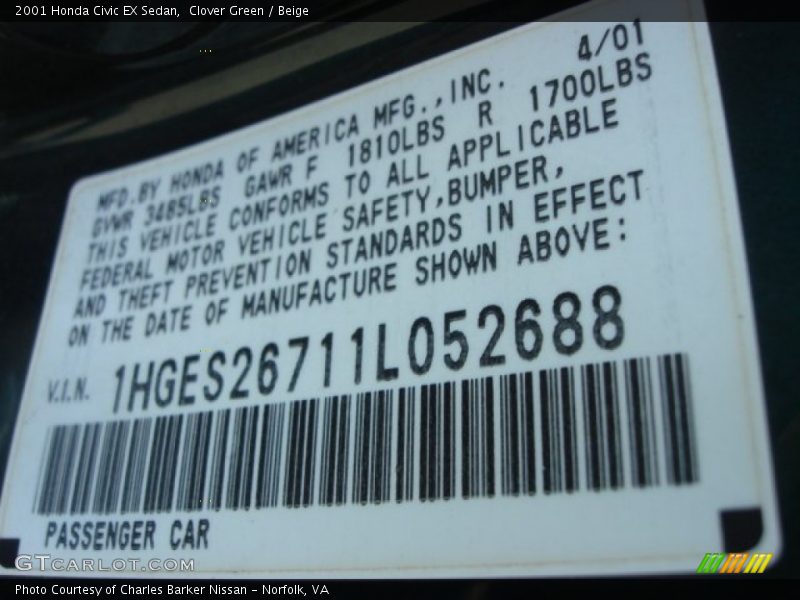 2001 Honda Civic EX Sedan,  Clover Green / Beige
4/01
MFD. BY HONDA OF AMERICA MFG., INC.
GVWR 3485LBS GAWR F 1810LBS R 1700LBS
THIS VEHICLE CONFORMS TO ALL APPLICABLE
FEDERAL MOTOR VEHICLE SAFETY, BUMPER,
AND THEFT PREVENTION STANDARDS IN EFFECT
ON THE DATE OF MANUFACTURE SHOWN ABOVE:
V.I.N. 1HGES26711L052688
PASSENGER CAR
GTCARLOT.COM
Photo Courtesy of Charles Barker Nissan - Norfolk, VA